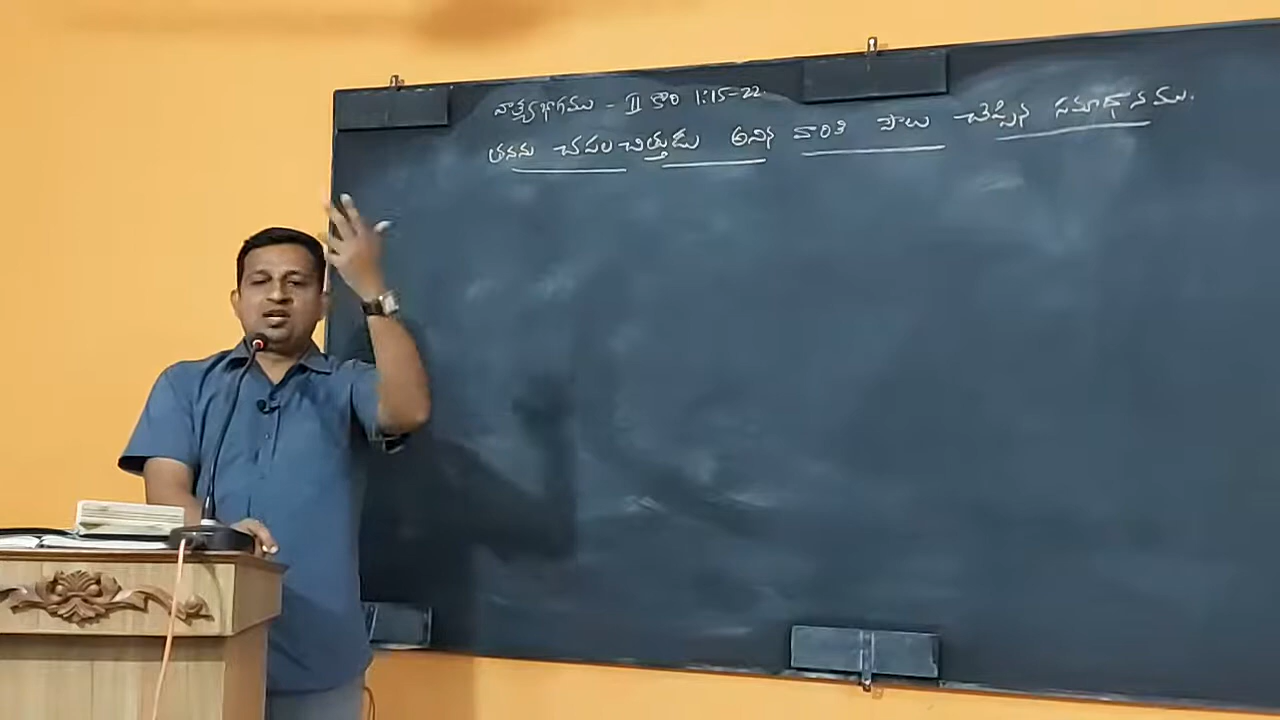 వాక్యభాగము - II కొరి 1:15-22.
తనను చపలచిత్తుడు అనిన వారికి పౌలు చెప్పిన సమాధానము.